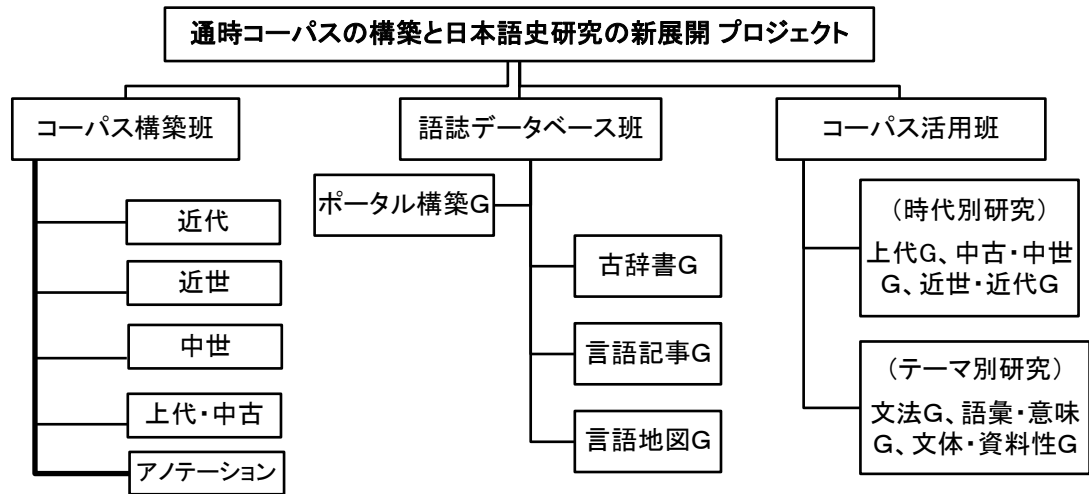 通時コーパスの構築と日本語史研究の新展開 プロジェクト
コーパス構築班
近代
近世
中世
上代・中古
アノテーション
語誌データベース班
ポータル構築G
古辞書G
言語記事G
言語地図G
コーパス活用班
（時代別研究）
上代G、中古・中世
G、近世・近代G
（テーマ別研究）
文法G、語彙・意味
G、文体・資料性G